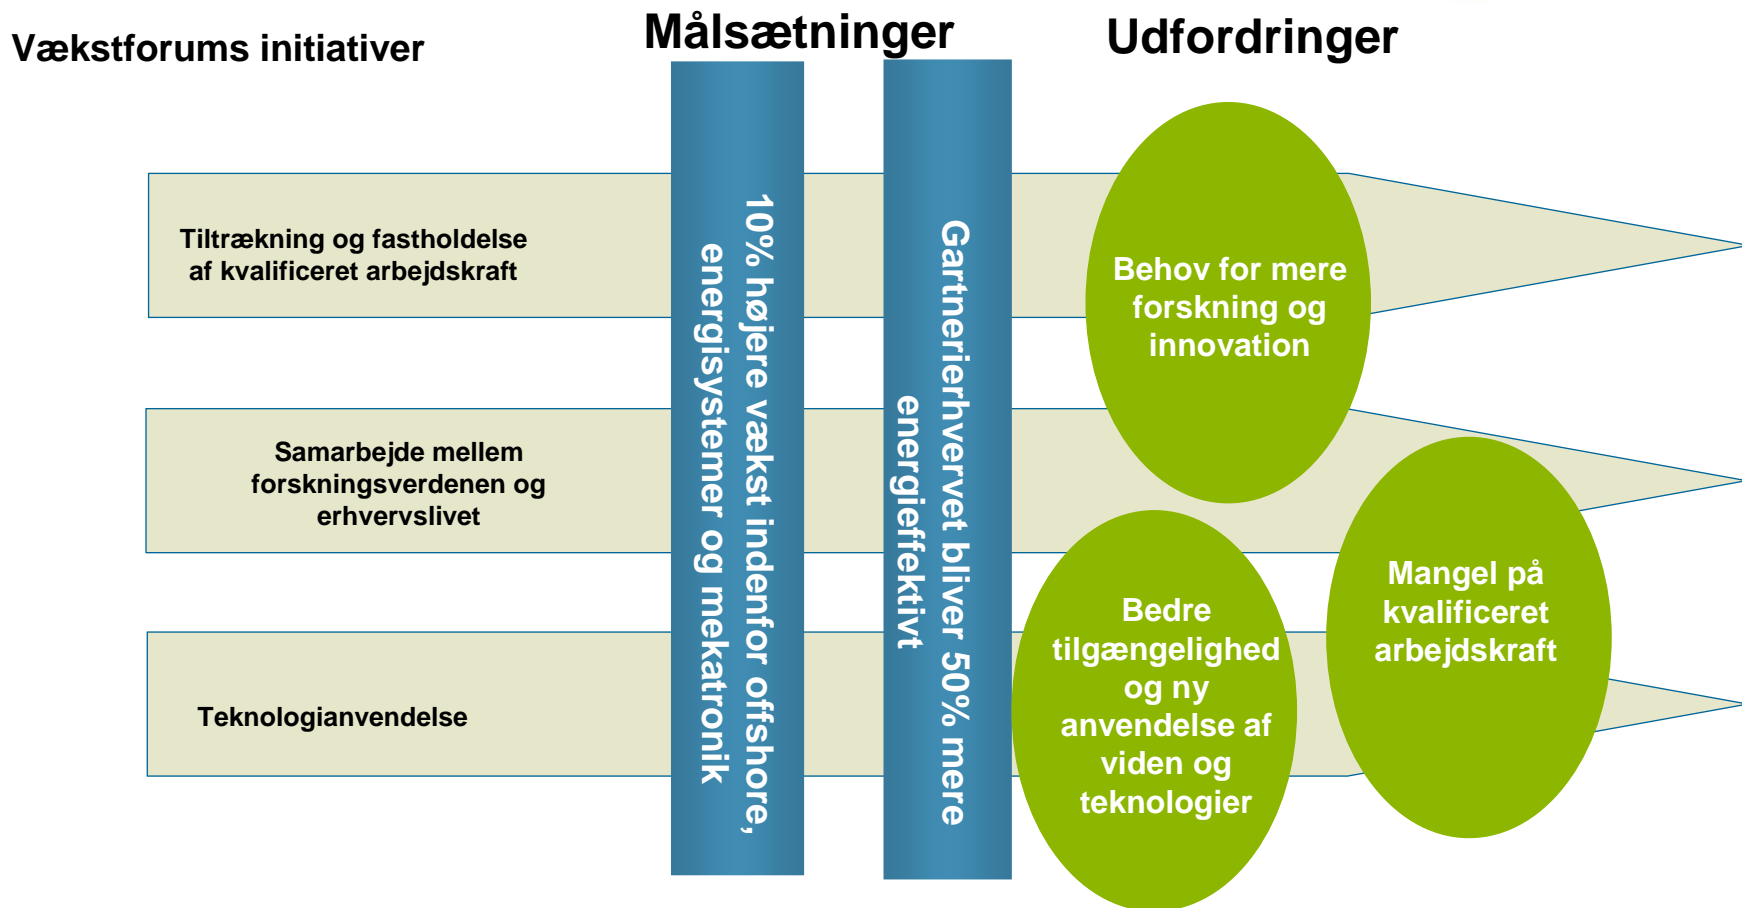 Vækstforums initiativer
Målsætninger
Udfordringer
Tiltrækning og fastholdelse
af kvalificeret arbejdskraft
Samarbejde mellem
forskningsverdenen og
erhvervslivet
Teknologianvendelse
10% højere vækst indenfor offshore,
energisystemer og mekatronik
Gartnerierhvervet bliver 50% mere
energieffektivt
Behov for mere
forskning og
innovation
Bedre
tilgængelighed
og ny
anvendelse af
viden og
teknologier
Mangel på
kvalificeret
arbejdskraft